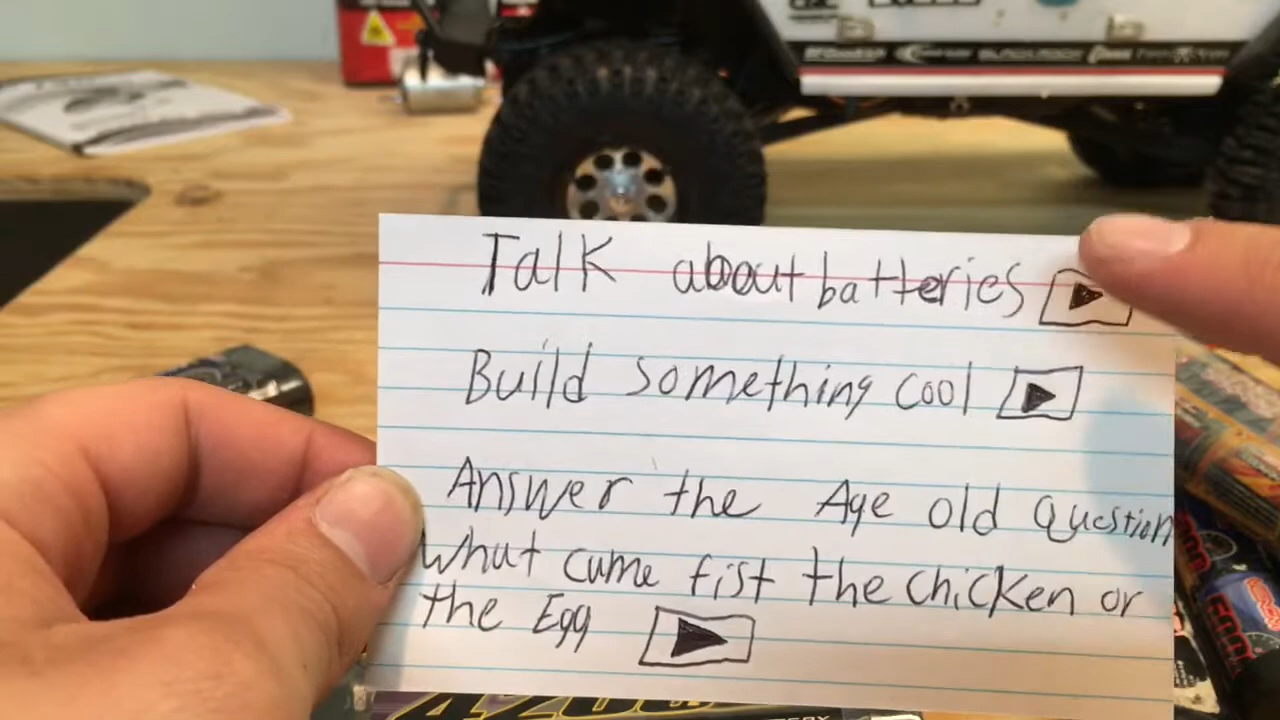 Talk about batteries
Build something cool
Answer the Age old Question
What came fist the chicken or
the Egg